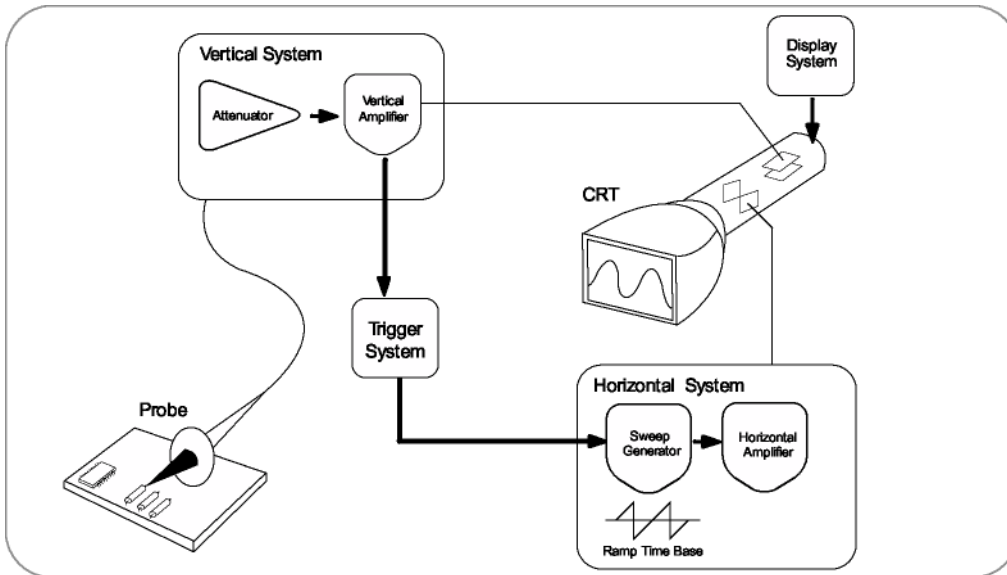 Vertical System
Attenuator
Vertical
Amplifier
Display
System
CRT
Trigger
System
Probe
Horizontal System
Sweep
Generator
Horizontal
Amplifier
Ramp Time Base